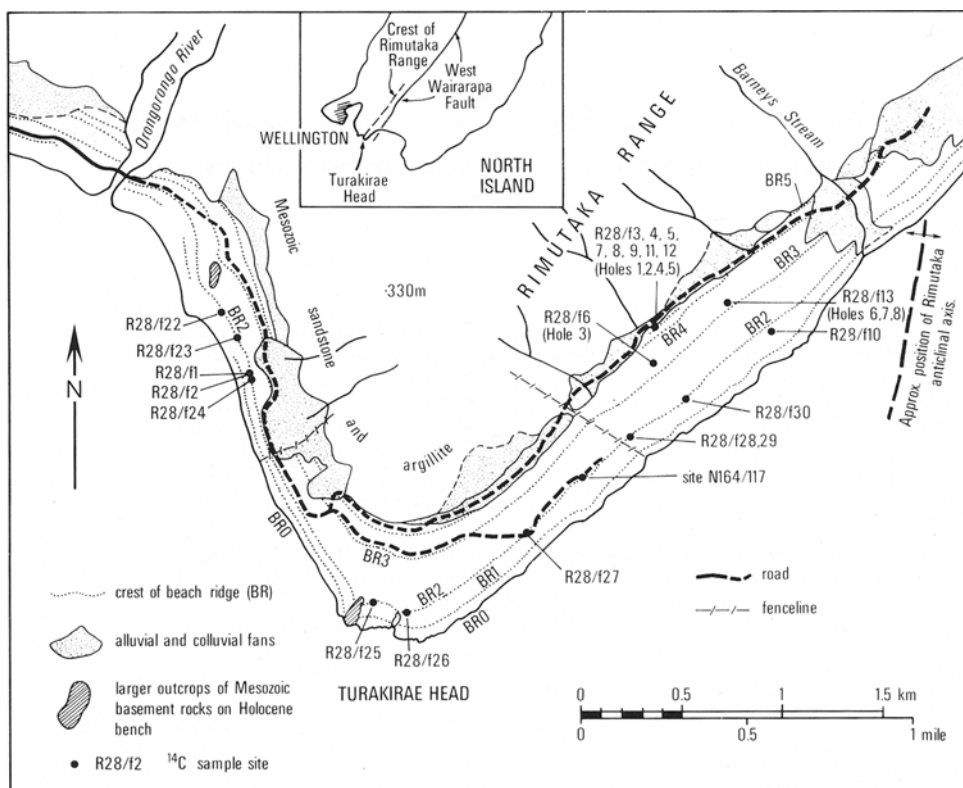 Crest of
Rimutaka
Range
West
Wairarapa
Fault
WELLINGTON
NORTH
ISLAND
Turakirae
Head
Orongorongo River
Mesozoic
sandstone
and
argillite
·330m
RIMUTAKA RANGE
Barneys Stream
BR5
R28/f3, 4, 5,
7, 8, 9, 11, 12
(Holes 1,2,4,5)
BR3
R28/f6
(Hole 3)
BR4
R28/f13
(Holes 6,7,8)
BR2
R28/f10
Approx. position of Rimutaka
anticlinal axis.
R28/f22
BR2
R28/f23
R28/f1
R28/f2
R28/f24
N
R28/f30
R28/f28,29
site N164/117
BR0
BR3
BR2
BR1
BR0
R28/f27
R28/f25
R28/f26
TURAKIRAE HEAD
crest of beach ridge (BR)
alluvial and colluvial fans
larger outcrops of Mesozoic
basement rocks on Holocene
bench
R28/f2 ¹⁴C sample site
road
fenceline
0 0.5 1 1.5 km
0 0.5 1 mile